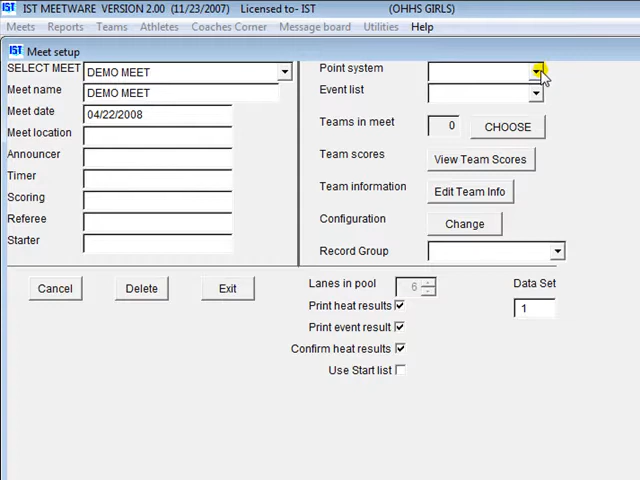 IST IST MEETWARE VERSION 2.00 (11/23/2007) Licensed to- IST (OHHS GIRLS)
Meets Reports Teams Athletes Coaches Corner Message board Utilities Help
IST Meet setup
SELECT MEET DEMO MEET Point system
Meet name DEMO MEET Event list
Meet date 04/22/2008
Meet location Teams in meet 0 CHOOSE
Announcer Team scores View Team Scores
Timer
Scoring Team information Edit Team Info
Referee Configuration Change
Starter
Record Group
Cancel Delete Exit Lanes in pool 6 Data Set
Print heat results 1
Print event result
Confirm heat results
Use Start list